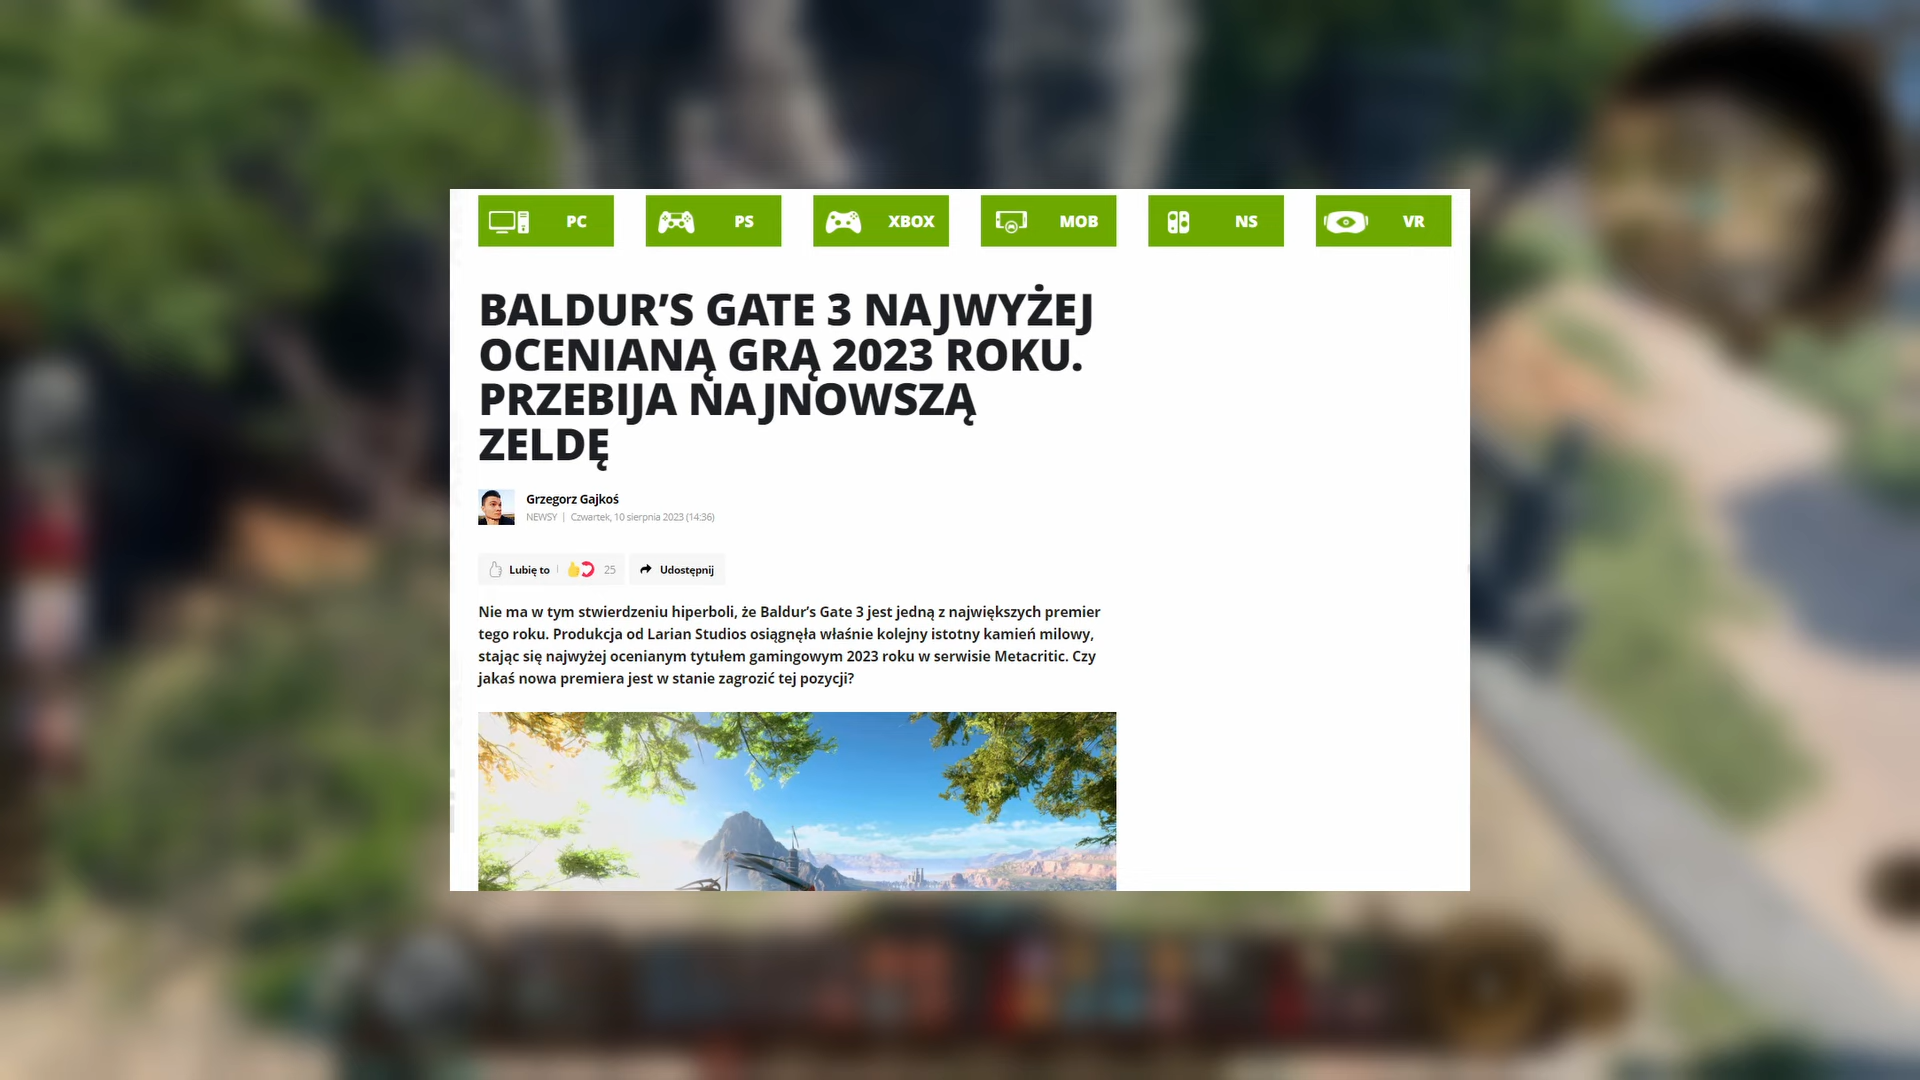 PC PS XBOX MOB NS VR
BALDUR’S GATE 3 NAJWYŻEJ
OCENIANĄ GRĄ 2023 ROKU.
PRZEBIJA NAJNOWSZĄ
ZELDĘ
Grzegorz Gajkoś
NEWSY | Czwartek, 10 sierpnia 2023 (14:36)
Lubię to 25 Udostępnij
Nie ma w tym stwierdzeniu hiperboli, że Baldur’s Gate 3 jest jedną z największych premier
tego roku. Produkcja od Larian Studios osiągnęła właśnie kolejny istotny kamień milowy,
stając się najwyżej ocenianym tytułem gamingowym 2023 roku w serwisie Metacritic. Czy
jakaś nowa premiera jest w stanie zagrozić tej pozycji?